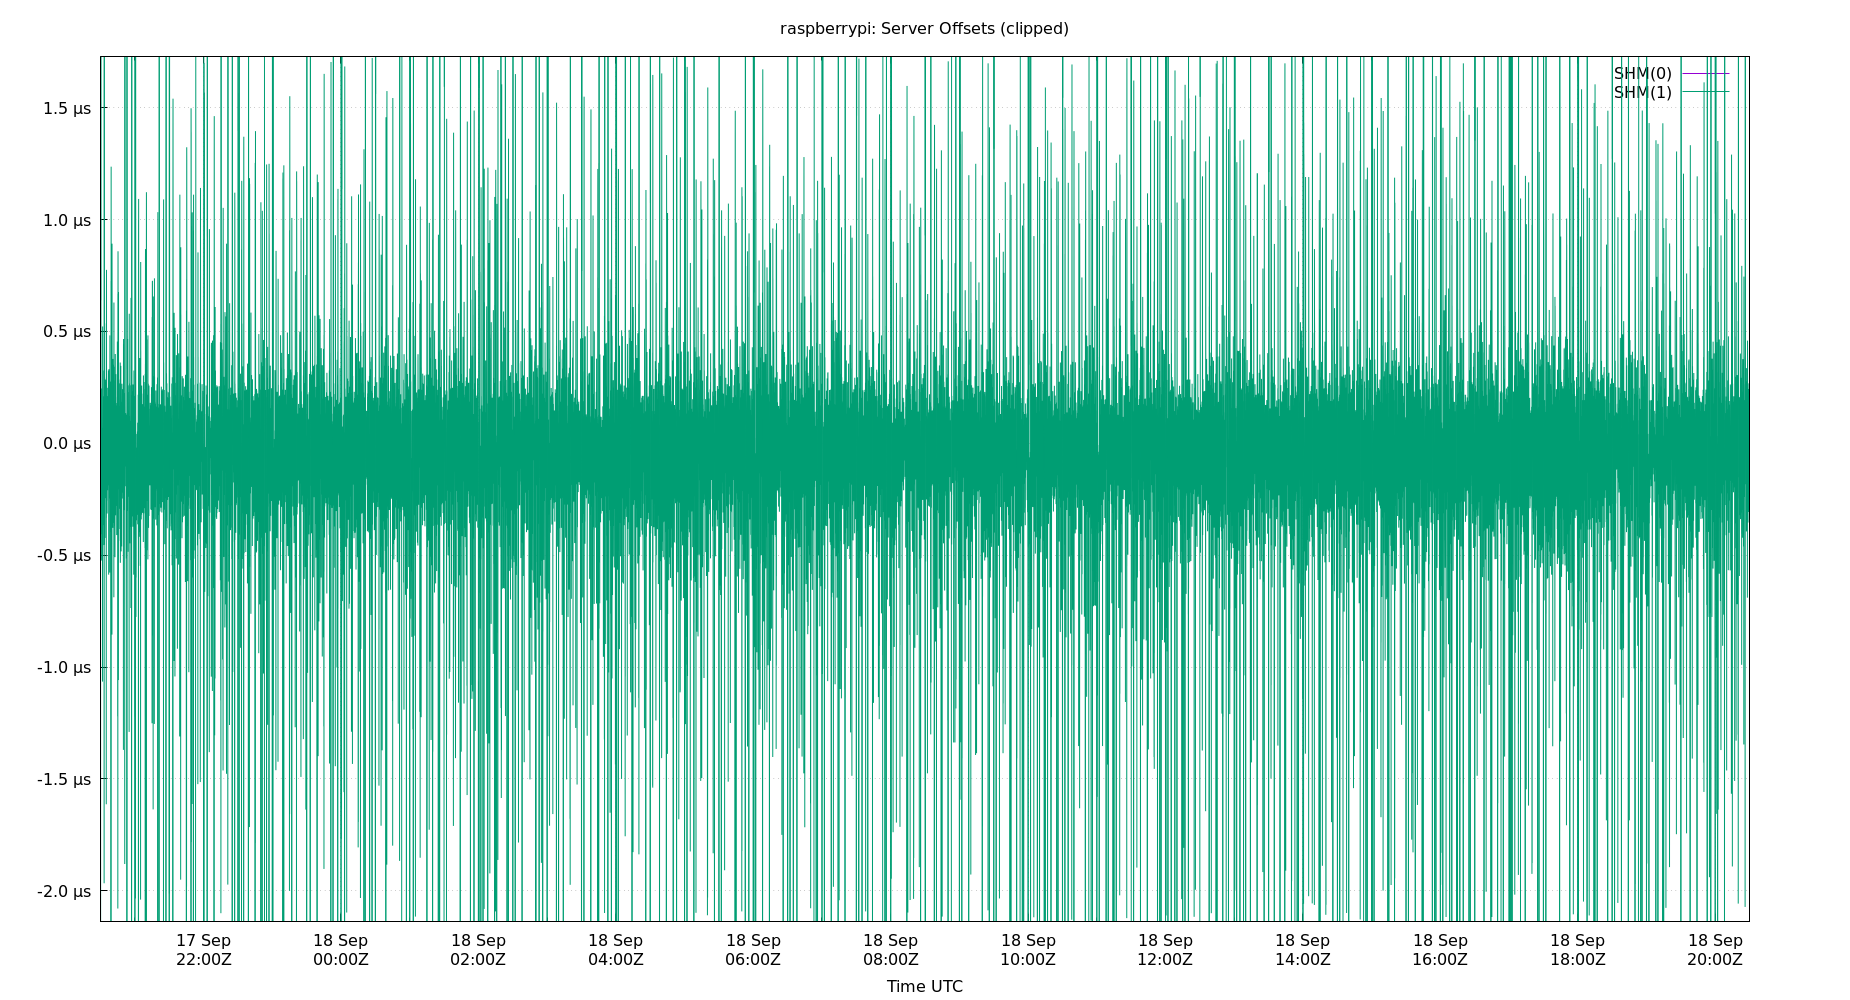 raspberrypi: Server Offsets (clipped)
SHM(0)
SHM(1)
1.5 µs
1.0 µs
0.5 µs
0.0 µs
-0.5 µs
-1.0 µs
-1.5 µs
-2.0 µs
17 Sep 18 Sep 18 Sep 18 Sep 18 Sep 18 Sep 18 Sep 18 Sep 18 Sep 18 Sep 18 Sep 18 Sep
22:00Z 00:00Z 02:00Z 04:00Z 06:00Z 08:00Z 10:00Z 12:00Z 14:00Z 16:00Z 18:00Z 20:00Z
Time UTC